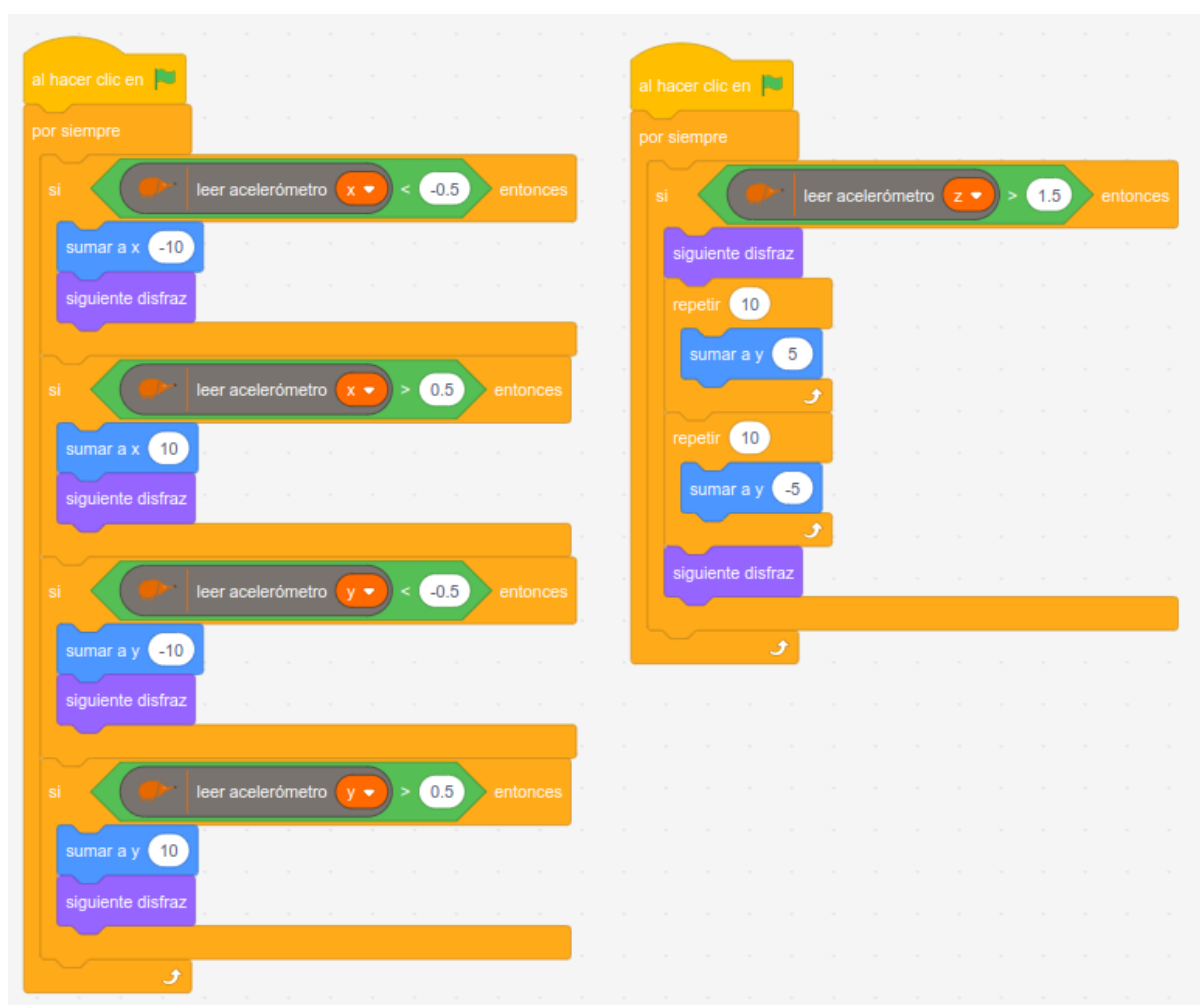 al hacer clic en
por siempre
si leer acelerómetro x < -0.5 entonces
sumar a x -10
siguiente disfraz
si leer acelerómetro x > 0.5 entonces
sumar a x 10
siguiente disfraz
si leer acelerómetro y < -0.5 entonces
sumar a y -10
siguiente disfraz
si leer acelerómetro y > 0.5 entonces
sumar a y 10
siguiente disfraz
al hacer clic en
por siempre
si leer acelerómetro z > 1.5 entonces
siguiente disfraz
repetir 10
sumar a y 5
repetir 10
sumar a y -5
siguiente disfraz